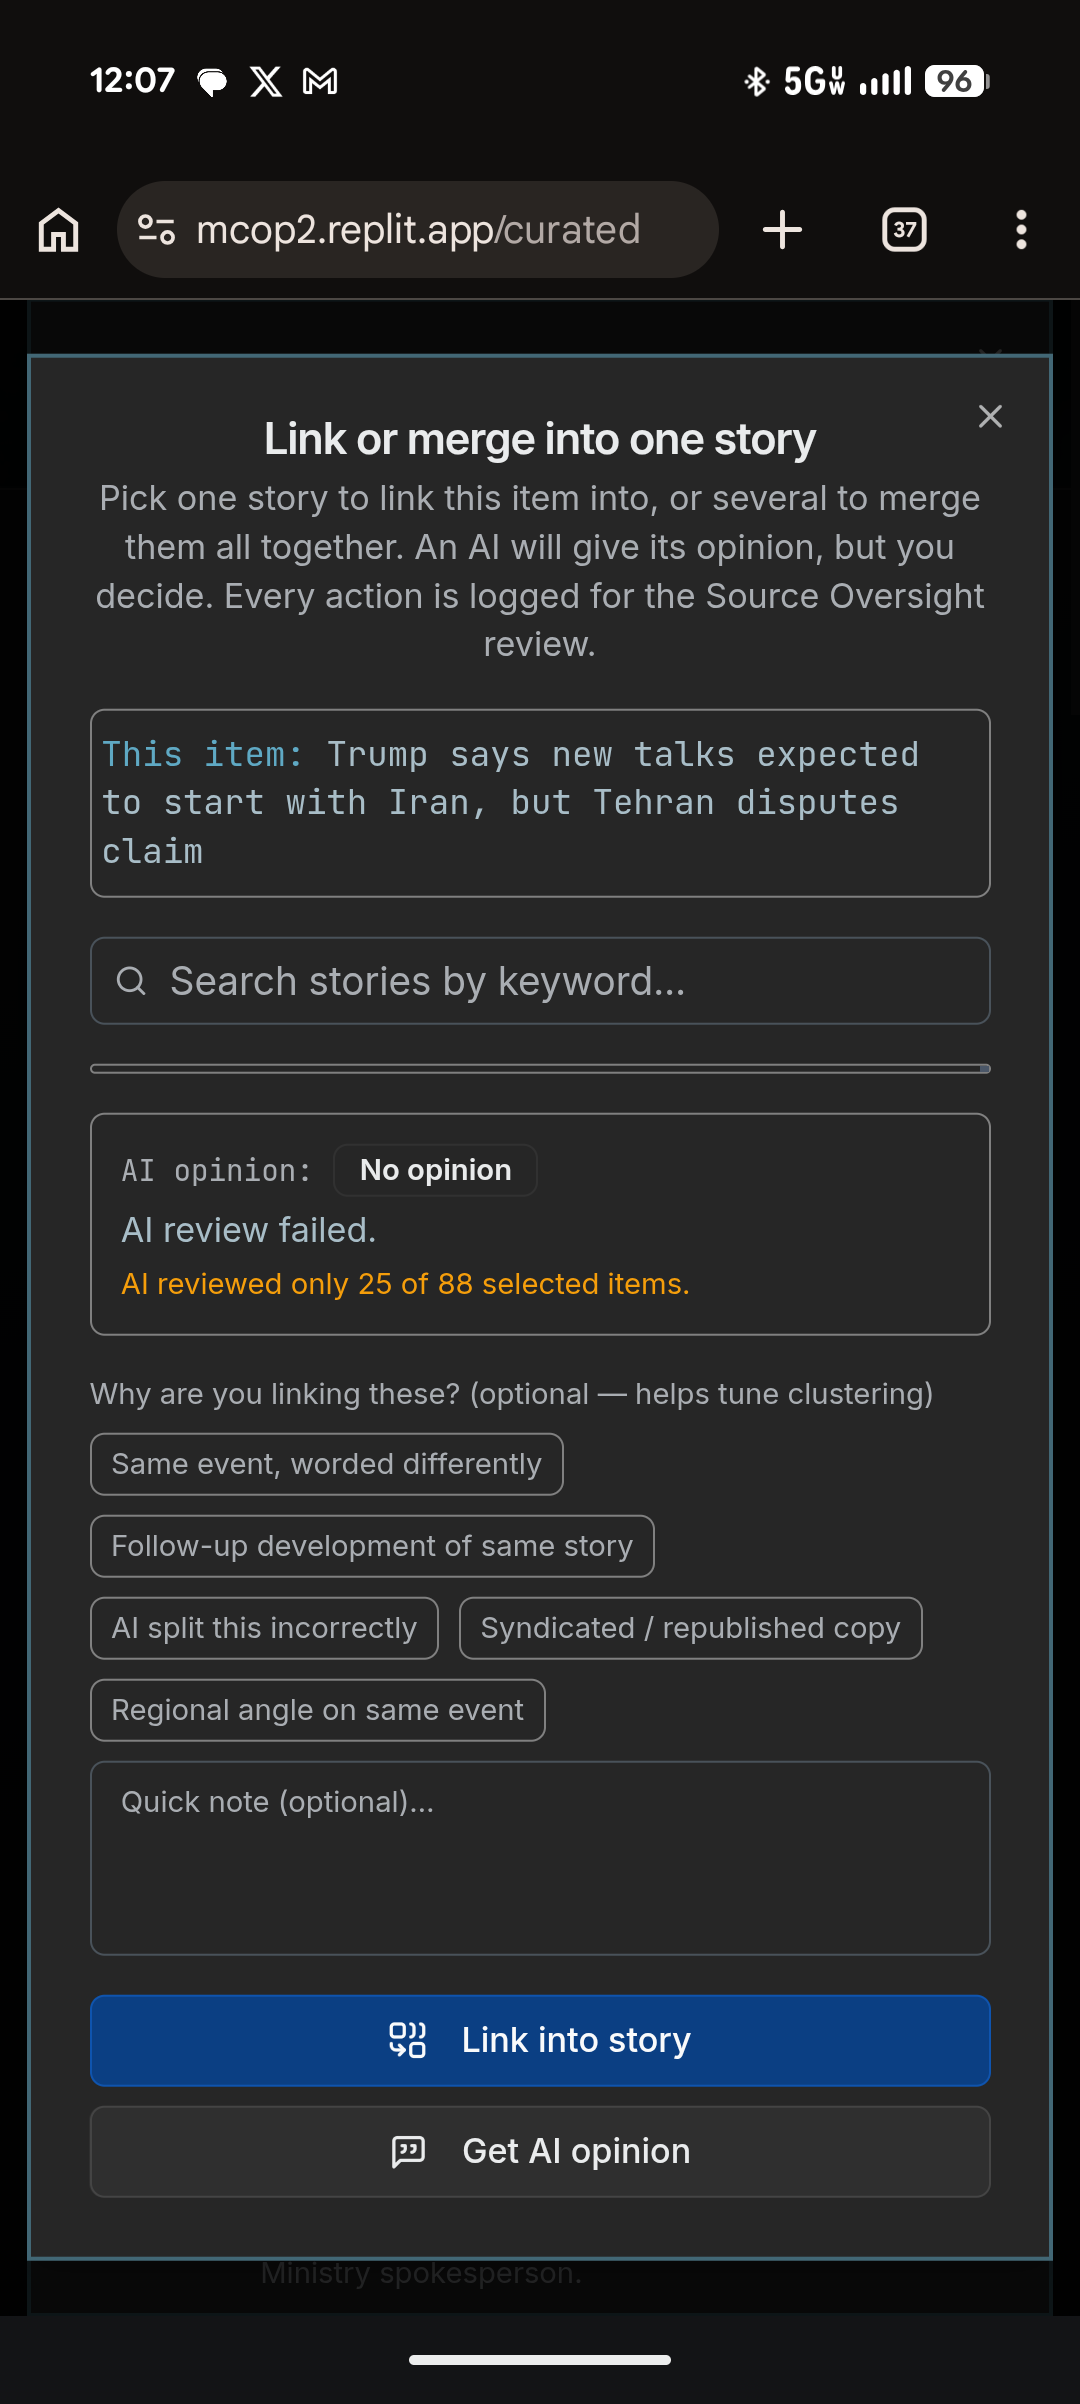 12:07
5G UW
96
mcop2.replit.app/curated
37
Link or merge into one story
Pick one story to link this item into, or several to merge
them all together. An AI will give its opinion, but you
decide. Every action is logged for the Source Oversight
review.
This item: Trump says new talks expected
to start with Iran, but Tehran disputes
claim
Search stories by keyword...
AI opinion: No opinion
AI review failed.
AI reviewed only 25 of 88 selected items.
Why are you linking these? (optional — helps tune clustering)
Same event, worded differently
Follow-up development of same story
AI split this incorrectly
Syndicated / republished copy
Regional angle on same event
Quick note (optional)...
Link into story
Get AI opinion
Ministry spokesperson.